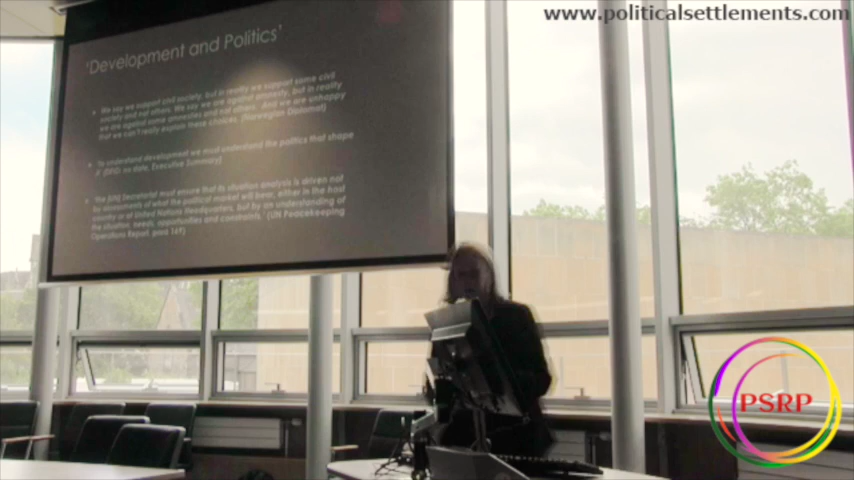 www.politicalsettlements.com
'Development and Politics'
We say we support civil society, but in reality we support some civil
society and not others. We say we are against amnesty, but in reality
we are against some amnesties and not others. And we are unhappy
that we can't really explain these choices. (Norwegian Diplomat)
'To understand development we must understand the politics that shape
it' (DfID: no date, Executive Summary)
'the [UN] Secretariat must ensure that its situation analysis is driven not
by assessments of what the political market will bear, either in the host
country or at United Nations Headquarters, but by an understanding of
the situation, needs, opportunities and constraints.' (UN Peacekeeping
Operations Report, para 169)
PSRP